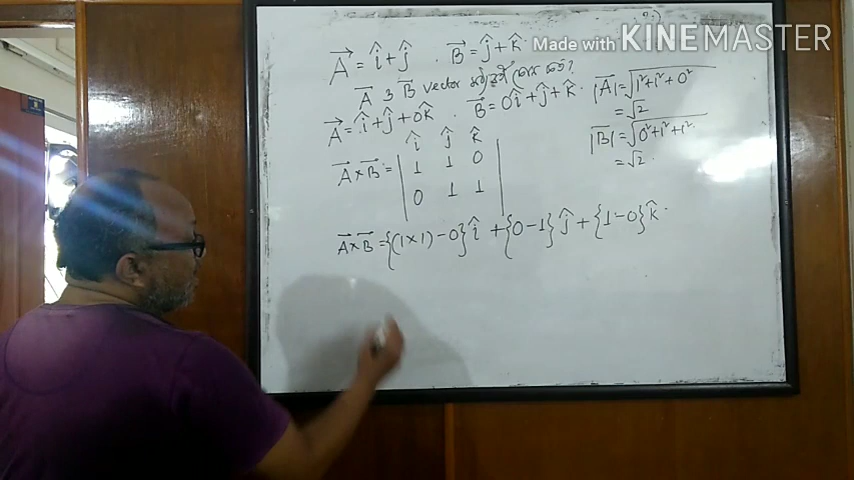 Made with KINEMASTER
A⃗ = î + ĵ . B⃗ = ĵ + k̂
A⃗ ও B⃗ vector কোণ কত?
A⃗ = î + ĵ + 0k̂ . B⃗ = 0î + ĵ + k̂ .
|A⃗| = √1² + 1² + 0²
= √2
|B⃗| = √0² + 1² + 1²
= √2.
î ĵ k̂
A⃗ × B⃗ = | 1 1 0 |
| 0 1 1 |
A⃗ × B⃗ = {(1 × 1) − 0} î + {0 − 1} ĵ + {1 − 0} k̂ .